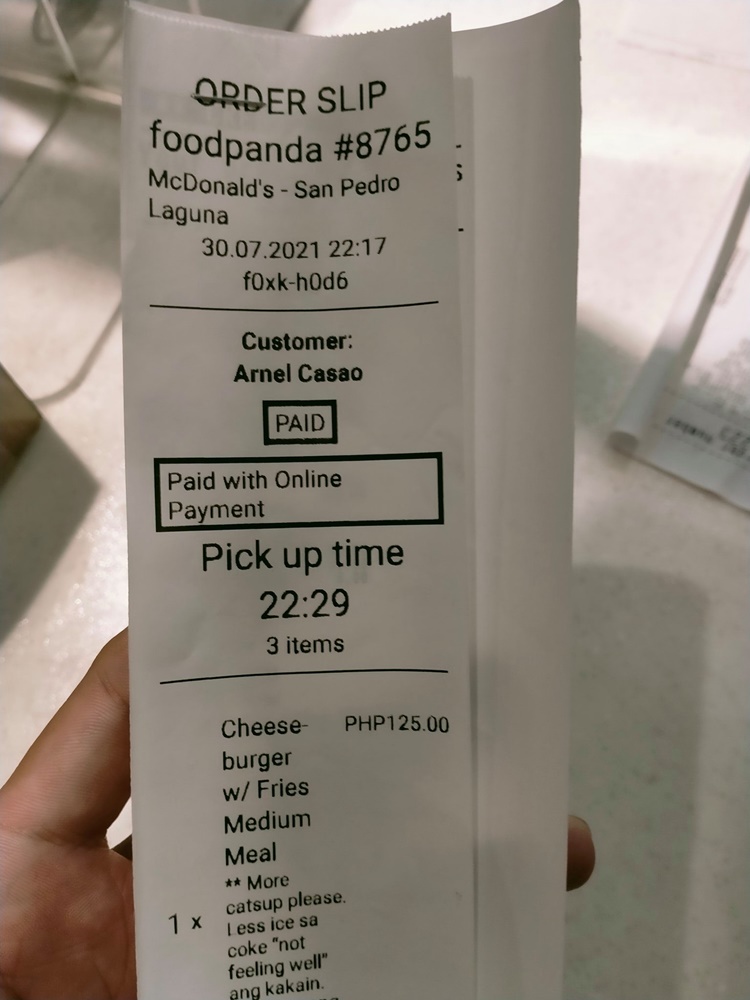 ORDER SLIP
foodpanda #8765
McDonald's - San Pedro
Laguna
30.07.2021 22:17
f0xk-h0d6
Customer:
Arnel Casao
PAID
Paid with Online
Payment
Pick up time
22:29
3 items
Cheese- PHP125.00
burger
w/ Fries
Medium
Meal
** More
catsup please.
1 x Less ice sa
coke "not
feeling well"
ang kakain.